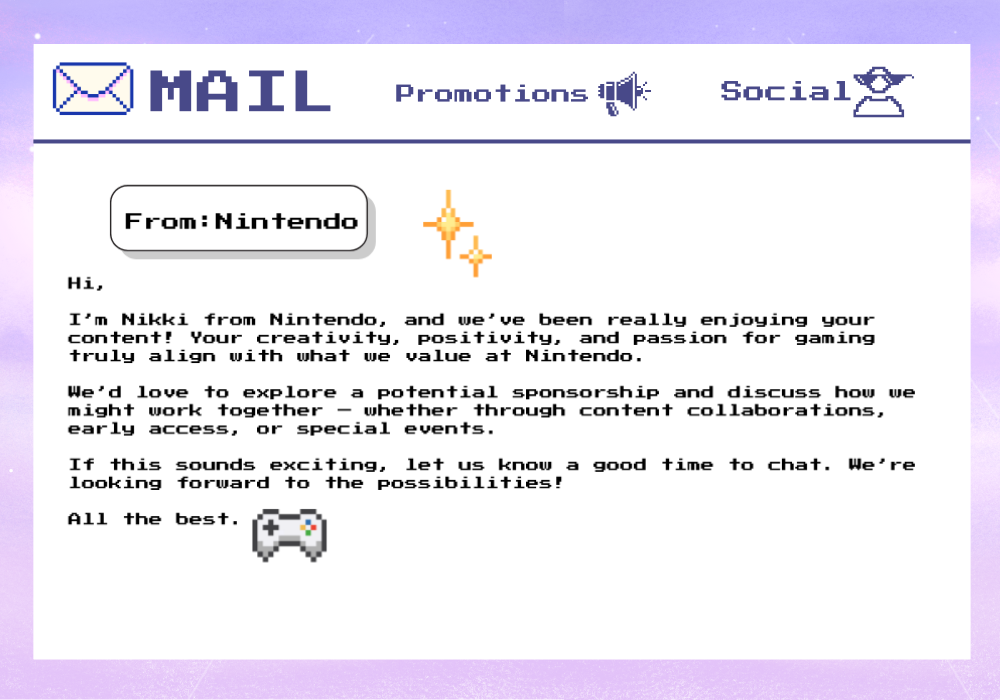 MAIL
Promotions
Social
From:Nintendo
Hi,
I'm Nikki from Nintendo, and we've been really enjoying your
content! Your creativity, positivity, and passion for gaming
truly align with what we value at Nintendo.
We'd love to explore a potential sponsorship and discuss how we
might work together — whether through content collaborations,
early access, or special events.
If this sounds exciting, let us know a good time to chat. We're
looking forward to the possibilities!
All the best.